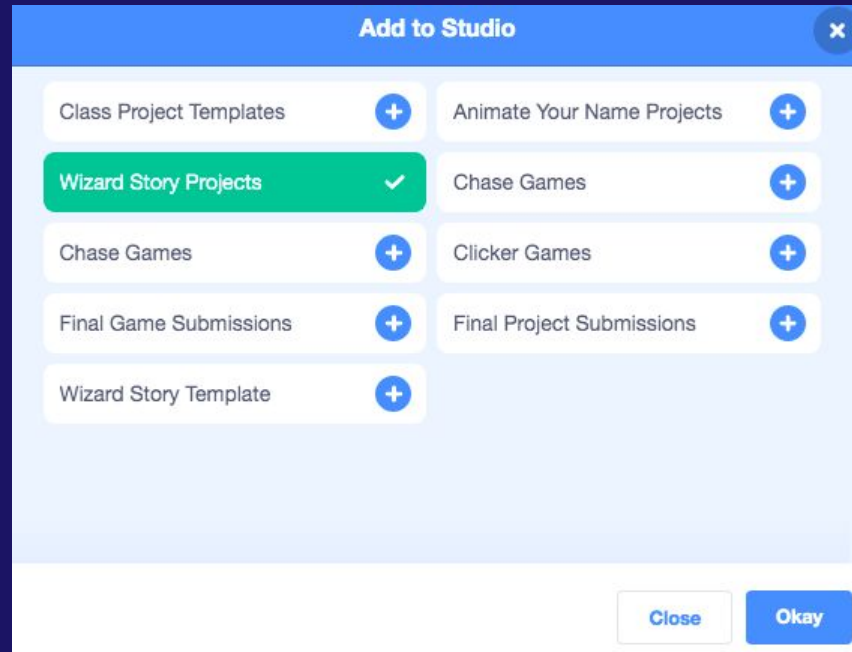 Add to Studio
Class Project Templates
Animate Your Name Projects
Wizard Story Projects
Chase Games
Chase Games
Clicker Games
Final Game Submissions
Final Project Submissions
Wizard Story Template
Close
Okay